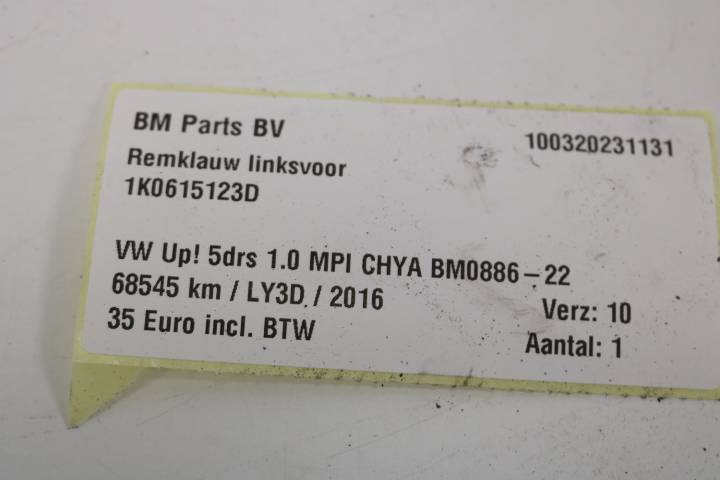 BM Parts BV 100320231131
Remklauw linksvoor
1K0615123D
VW Up! 5drs 1.0 MPI CHYA BM0886-22
68545 km / LY3D / 2016 Verz: 10
35 Euro incl. BTW Aantal: 1